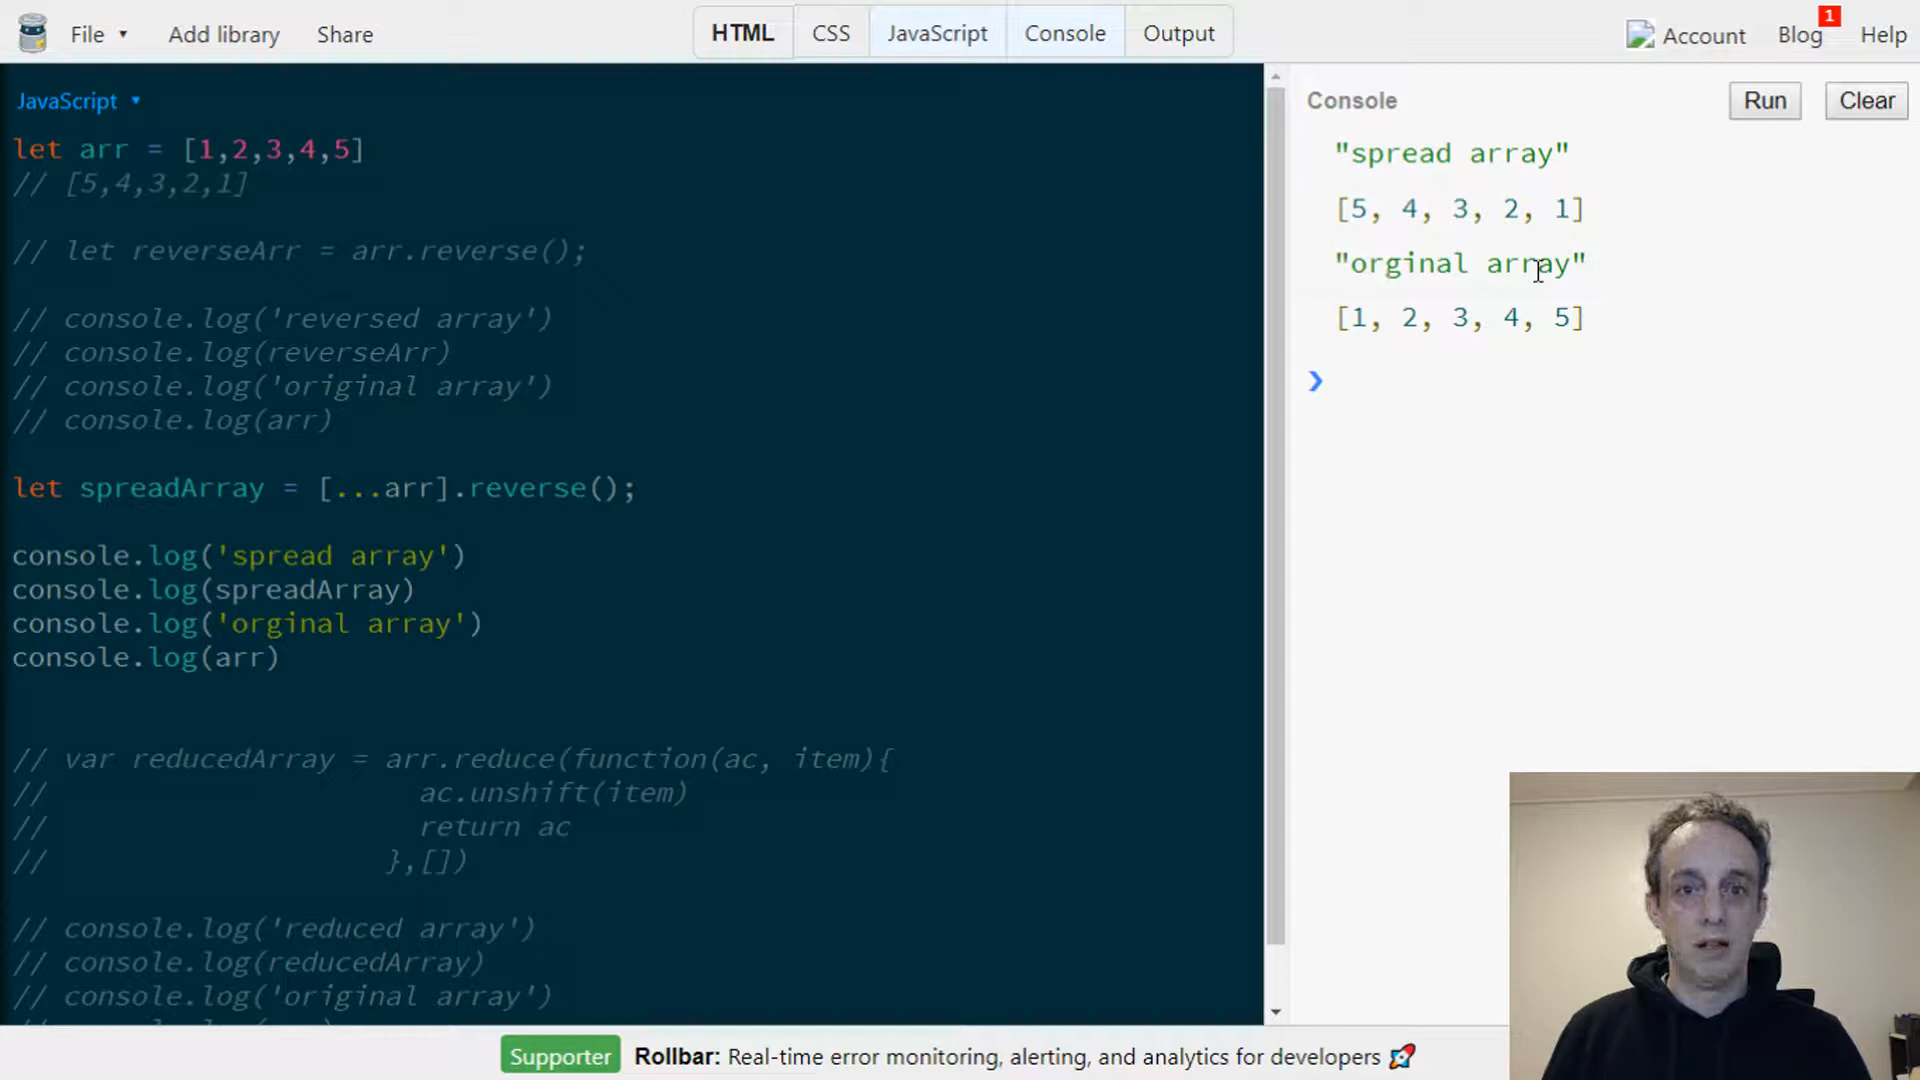 File ▼ Add library Share HTML CSS JavaScript Console Output Account Blog 1 Help
JavaScript ▼
let arr = [1,2,3,4,5]
// [5,4,3,2,1]
// let reverseArr = arr.reverse();
// console.log('reversed array')
// console.log(reverseArr)
// console.log('original array')
// console.log(arr)
let spreadArray = [...arr].reverse();
console.log('spread array')
console.log(spreadArray)
console.log('orginal array')
console.log(arr)
// var reducedArray = arr.reduce(function(ac, item){
// ac.unshift(item)
// return ac
// },[])
// console.log('reduced array')
// console.log(reducedArray)
// console.log('original array')
Console Run Clear
"spread array"
[5, 4, 3, 2, 1]
"orginal array"
[1, 2, 3, 4, 5]
❯
Supporter Rollbar: Real-time error monitoring, alerting, and analytics for developers 🚀